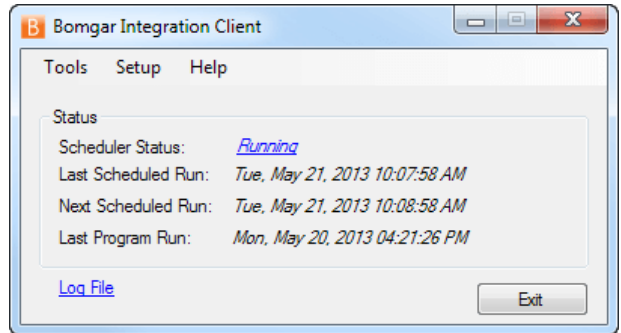 B Bomgar Integration Client
Tools Setup Help
Status
Scheduler Status: Running
Last Scheduled Run: Tue, May 21, 2013 10:07:58 AM
Next Scheduled Run: Tue, May 21, 2013 10:08:58 AM
Last Program Run: Mon, May 20, 2013 04:21:26 PM
Log File
Exit